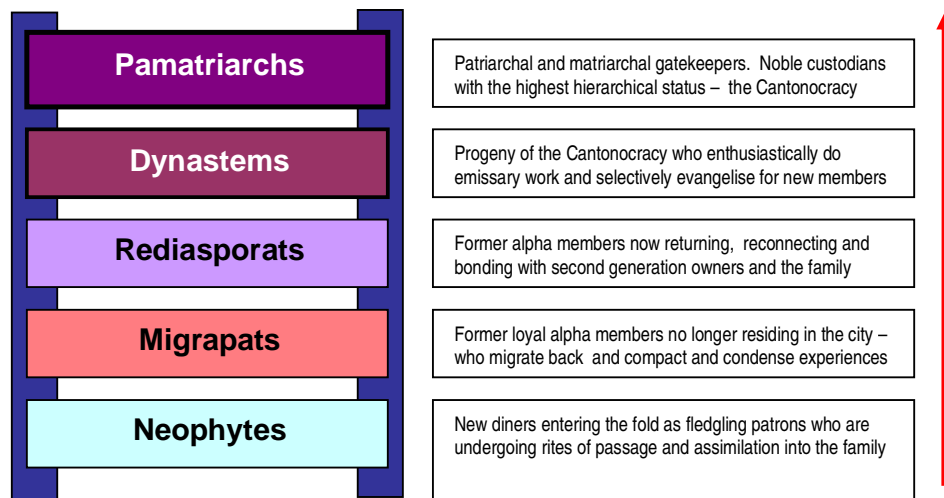 Pamatriarchs
Patriarchal and matriarchal gatekeepers. Noble custodians
with the highest hierarchical status – the Cantonocracy
Dynastems
Progeny of the Cantonocracy who enthusiastically do
emissary work and selectively evangelise for new members
Rediasporats
Former alpha members now returning, reconnecting and
bonding with second generation owners and the family
Migrapats
Former loyal alpha members no longer residing in the city –
who migrate back and compact and condense experiences
Neophytes
New diners entering the fold as fledgling patrons who are
undergoing rites of passage and assimilation into the family